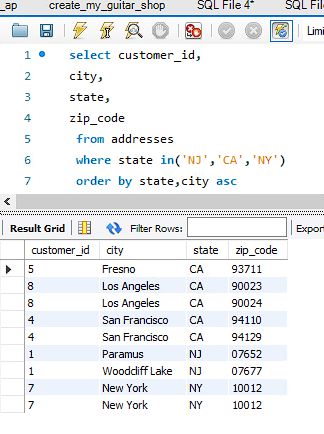 _ap create_my_guitar_shop SQL File 4* SQL
Limi
1 select customer_id,
2 city,
3 state,
4 zip_code
5 from addresses
6 where state in('NJ','CA','NY')
7 order by state,city asc
Result Grid Filter Rows: Export
customer_id city state zip_code
5 Fresno CA 93711
8 Los Angeles CA 90023
8 Los Angeles CA 90024
4 San Francisco CA 94110
4 San Francisco CA 94129
1 Paramus NJ 07652
1 Woodcliff Lake NJ 07677
7 New York NY 10012
7 New York NY 10012